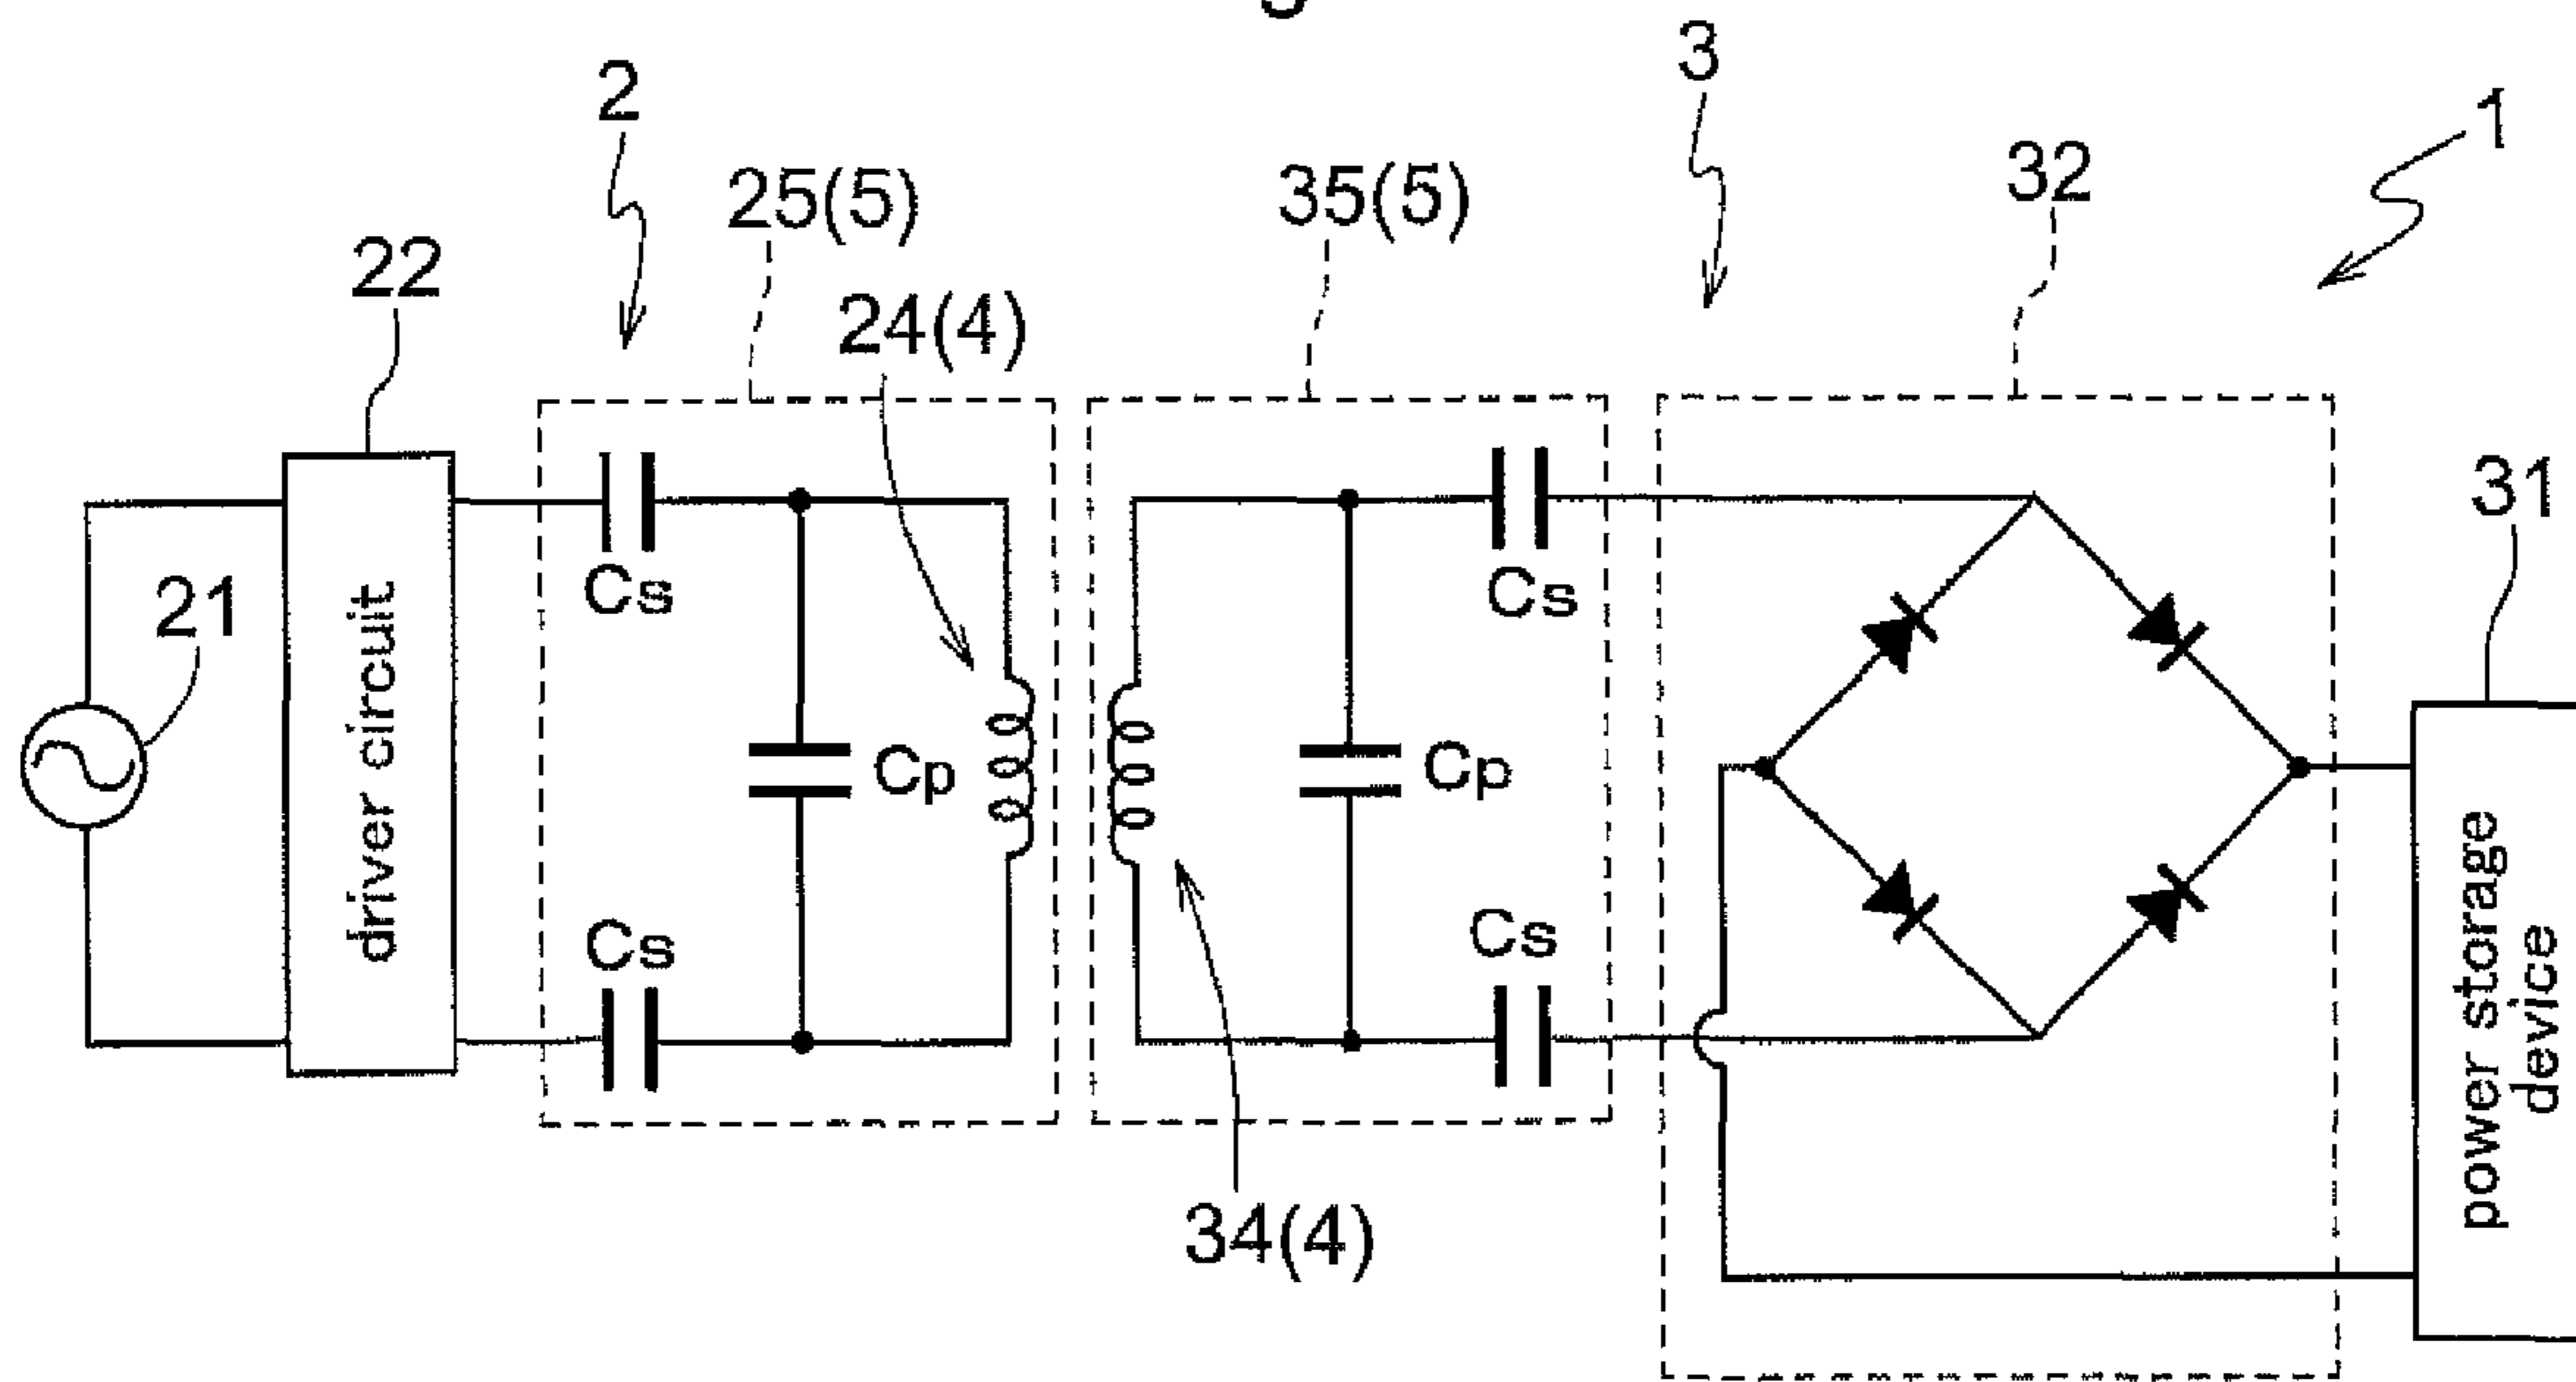 3
2
1
32
25(5)
35(5)
22
24(4)
31
Cs
Cs
21
driver circuit
Cp
Cp
Cs
Cs
power storage
device
34(4)